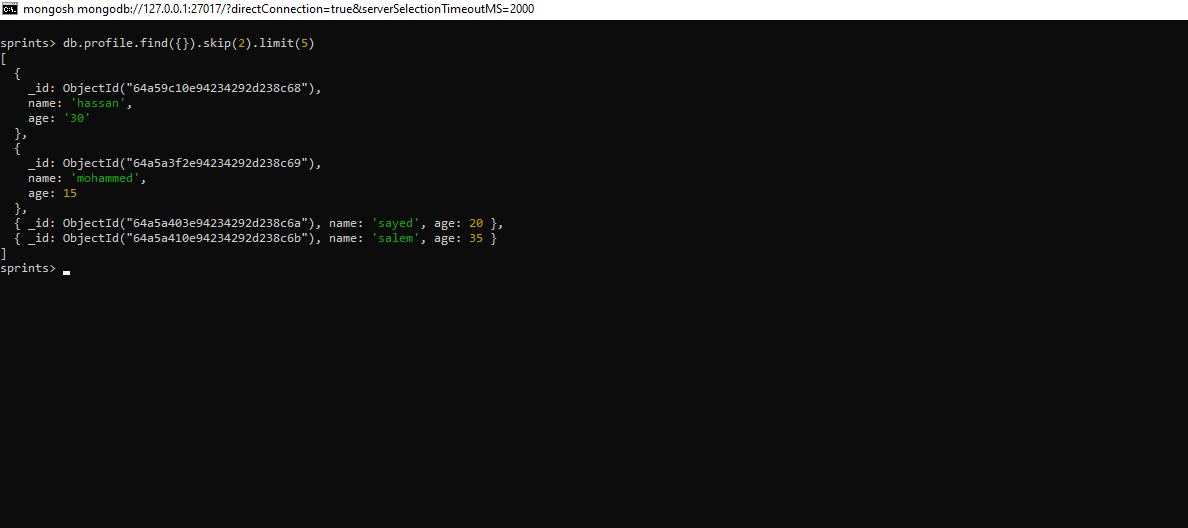 mongosh mongodb://127.0.0.1:27017/?directConnection=true&serverSelectionTimeoutMS=2000
sprints> db.profile.find({}).skip(2).limit(5)
[
  {
    _id: ObjectId("64a59c10e94234292d238c68"),
    name: 'hassan',
    age: '30'
  },
  {
    _id: ObjectId("64a5a3f2e94234292d238c69"),
    name: 'mohammed',
    age: 15
  },
  { _id: ObjectId("64a5a403e94234292d238c6a"), name: 'sayed', age: 20 },
  { _id: ObjectId("64a5a410e94234292d238c6b"), name: 'salem', age: 35 }
]
sprints>